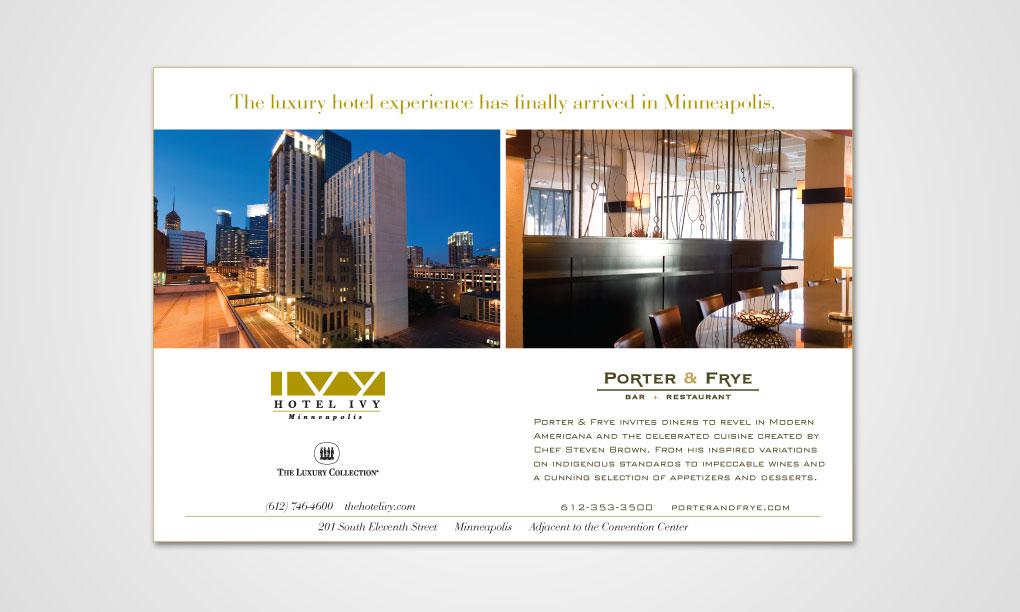 The luxury hotel experience has finally arrived in Minneapolis.
IVY
HOTEL IVY
Minneapolis
THE LUXURY COLLECTION®
(612) 746-4600 thehotelivy.com
PORTER & FRYE
BAR + RESTAURANT
PORTER & FRYE INVITES DINERS TO REVEL IN MODERN
AMERICANA AND THE CELEBRATED CUISINE CREATED BY
CHEF STEVEN BROWN. FROM HIS INSPIRED VARIATIONS
ON INDIGENOUS STANDARDS TO IMPECCABLE WINES AND
A CUNNING SELECTION OF APPETIZERS AND DESSERTS.
612-353-3500 PORTERANDFRYE.COM
201 South Eleventh Street Minneapolis Adjacent to the Convention Center